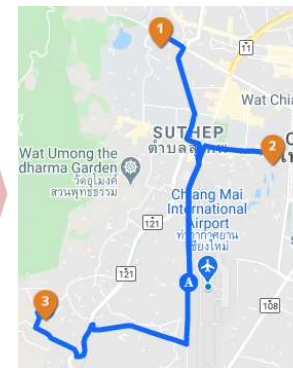 1
11
Wat Chia
SUTHEP
ตำบลสุเทพ
2
Wat Umong the
dharma Garden
วัดอุโมงค์
สวนพุทธธรรม
Chiang Mai
International
Airport
ท่าอากาศยาน
เชียงใหม่
121
A
121
108
3